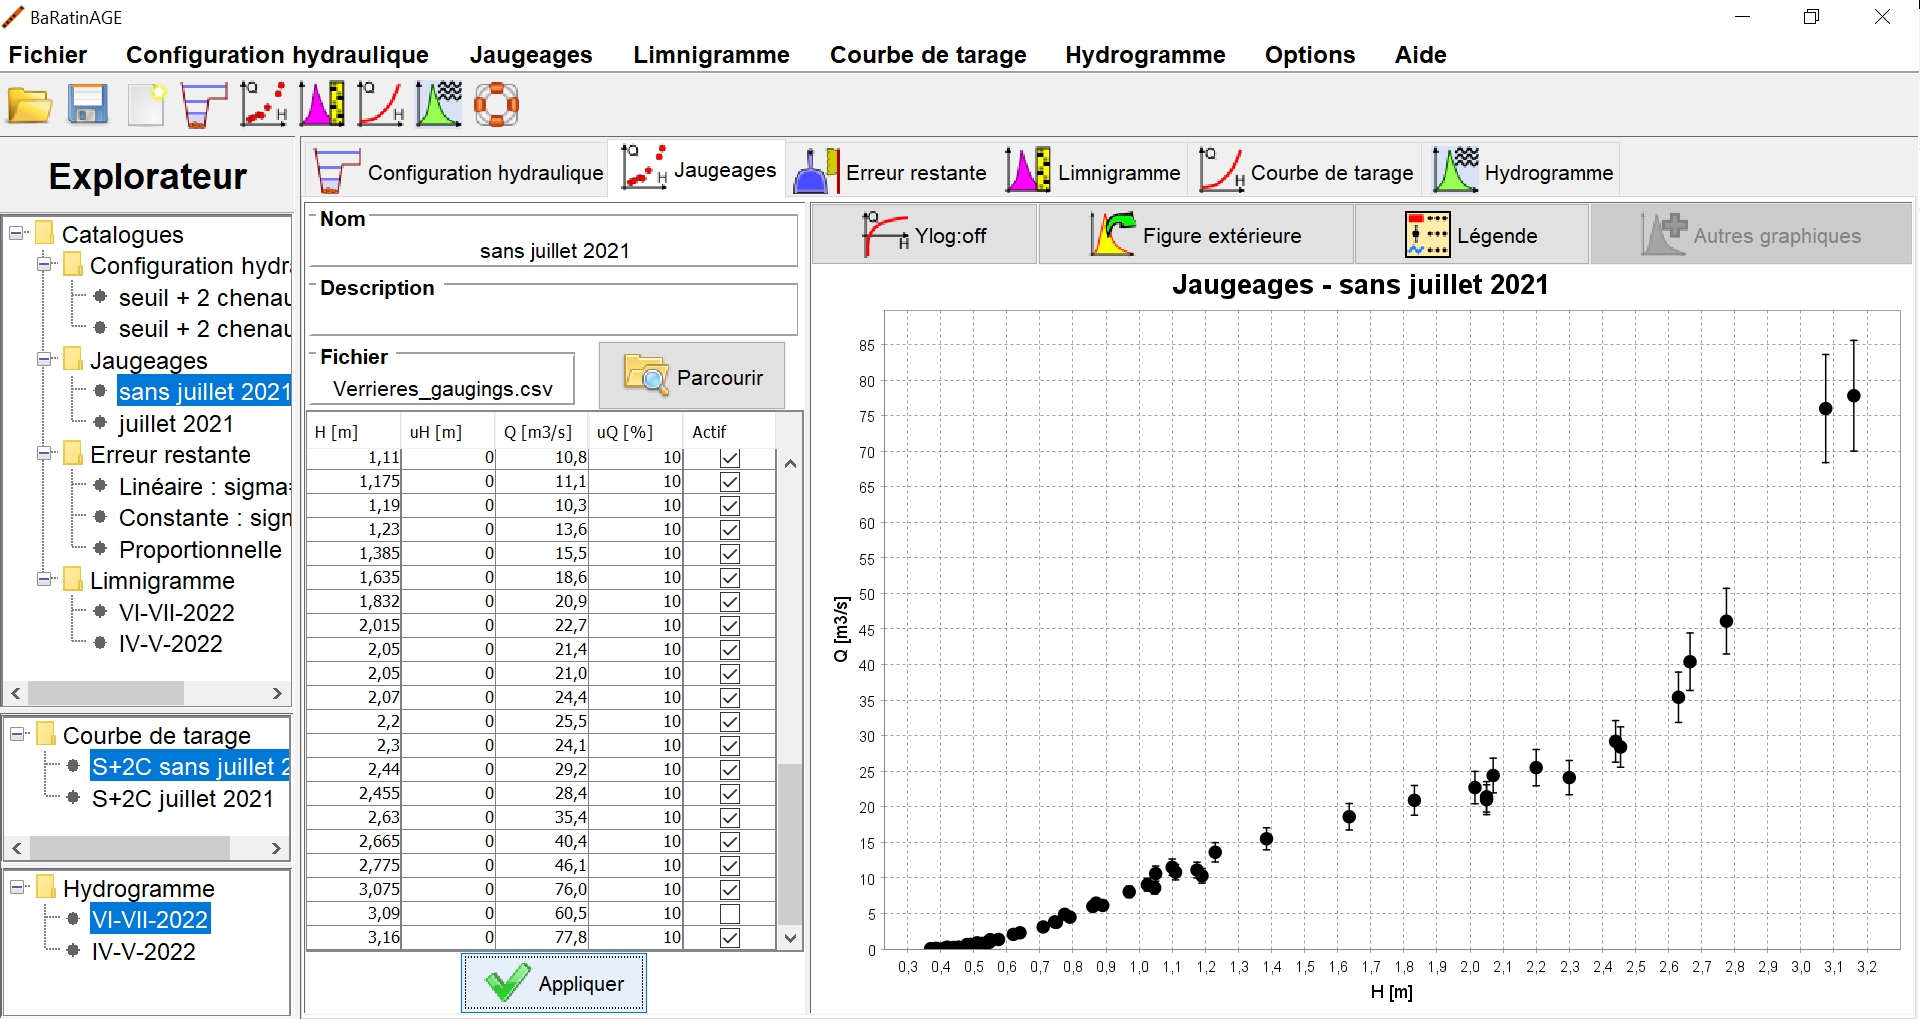 BaRatinAGE
Fichier Configuration hydraulique Jaugeages Limnigramme Courbe de tarage Hydrogramme Options Aide
Explorateur
Catalogues
Configuration hydr
seuil + 2 chenau
seuil + 2 chenau
Jaugeages
sans juillet 2021
juillet 2021
Erreur restante
Linéaire : sigma
Constante : sign
Proportionnelle
Limnigramme
VI-VII-2022
IV-V-2022
Courbe de tarage
S+2C sans juillet 2
S+2C juillet 2021
Hydrogramme
VI-VII-2022
IV-V-2022
Configuration hydraulique Jaugeages Erreur restante Limnigramme Courbe de tarage Hydrogramme
Nom
sans juillet 2021
Description
Fichier
Verrieres_gaugings.csv
Parcourir
H [m] uH [m] Q [m3/s] uQ [%] Actif
1,11 0 10,8 10
1,175 0 11,1 10
1,19 0 10,3 10
1,23 0 13,6 10
1,385 0 15,5 10
1,635 0 18,6 10
1,832 0 20,9 10
2,015 0 22,7 10
2,05 0 21,4 10
2,05 0 21,0 10
2,07 0 24,4 10
2,2 0 25,5 10
2,3 0 24,1 10
2,44 0 29,2 10
2,455 0 28,4 10
2,63 0 35,4 10
2,665 0 40,4 10
2,775 0 46,1 10
3,075 0 76,0 10
3,09 0 60,5 10
3,16 0 77,8 10
Appliquer
Ylog:off Figure extérieure Légende Autres graphiques
Jaugeages - sans juillet 2021
Q [m3/s]
85
80
75
70
65
60
55
50
45
40
35
30
25
20
15
10
5
0
0,3 0,4 0,5 0,6 0,7 0,8 0,9 1,0 1,1 1,2 1,3 1,4 1,5 1,6 1,7 1,8 1,9 2,0 2,1 2,2 2,3 2,4 2,5 2,6 2,7 2,8 2,9 3,0 3,1 3,2
H [m]